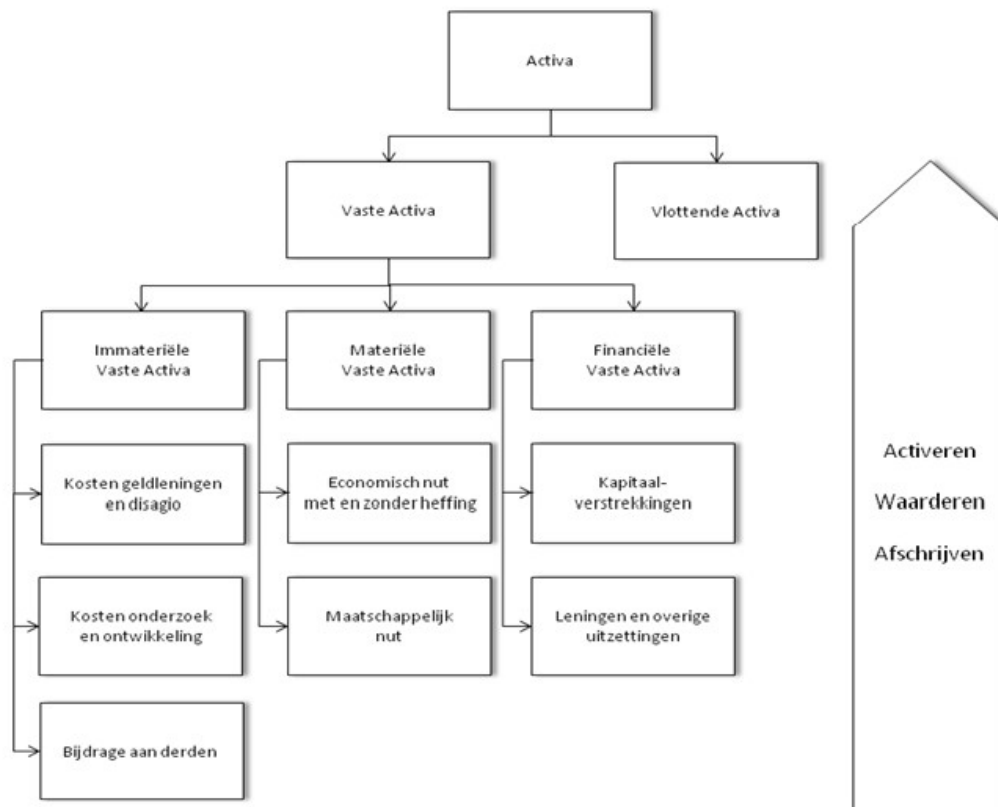 Activa
Vaste Activa
Vlottende Activa
Immateriële
Vaste Activa
Materiële
Vaste Activa
Financiële
Vaste Activa
Kosten geldleningen
en disagio
Economisch nut
met en zonder heffing
Kapitaal-
verstrekkingen
Kosten onderzoek
en ontwikkeling
Maatschappelijk
nut
Leningen en overige
uitzettingen
Bijdrage aan derden
Activeren
Waarderen
Afschrijven